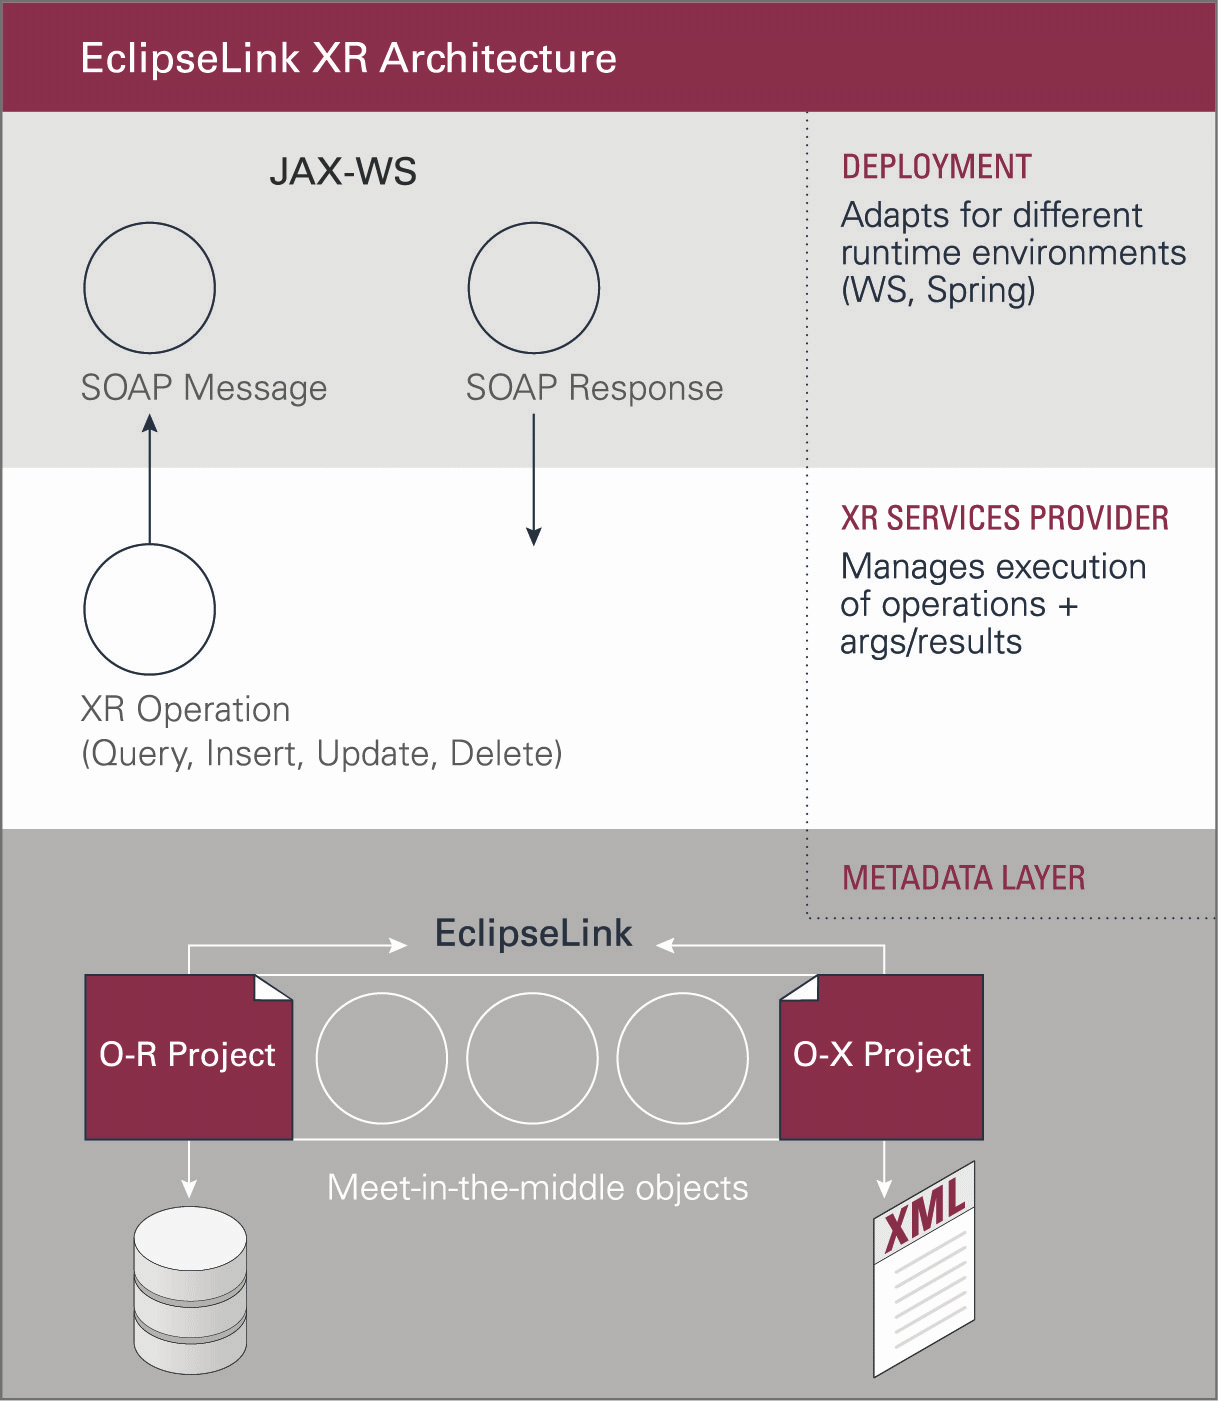 EclipseLink XR Architecture
JAX-WS
SOAP Message
SOAP Response
DEPLOYMENT
Adapts for different
runtime environments
(WS, Spring)
XR Operation
(Query, Insert, Update, Delete)
XR SERVICES PROVIDER
Manages execution
of operations +
args/results
METADATA LAYER
EclipseLink
O-R Project
O-X Project
Meet-in-the-middle objects
XML